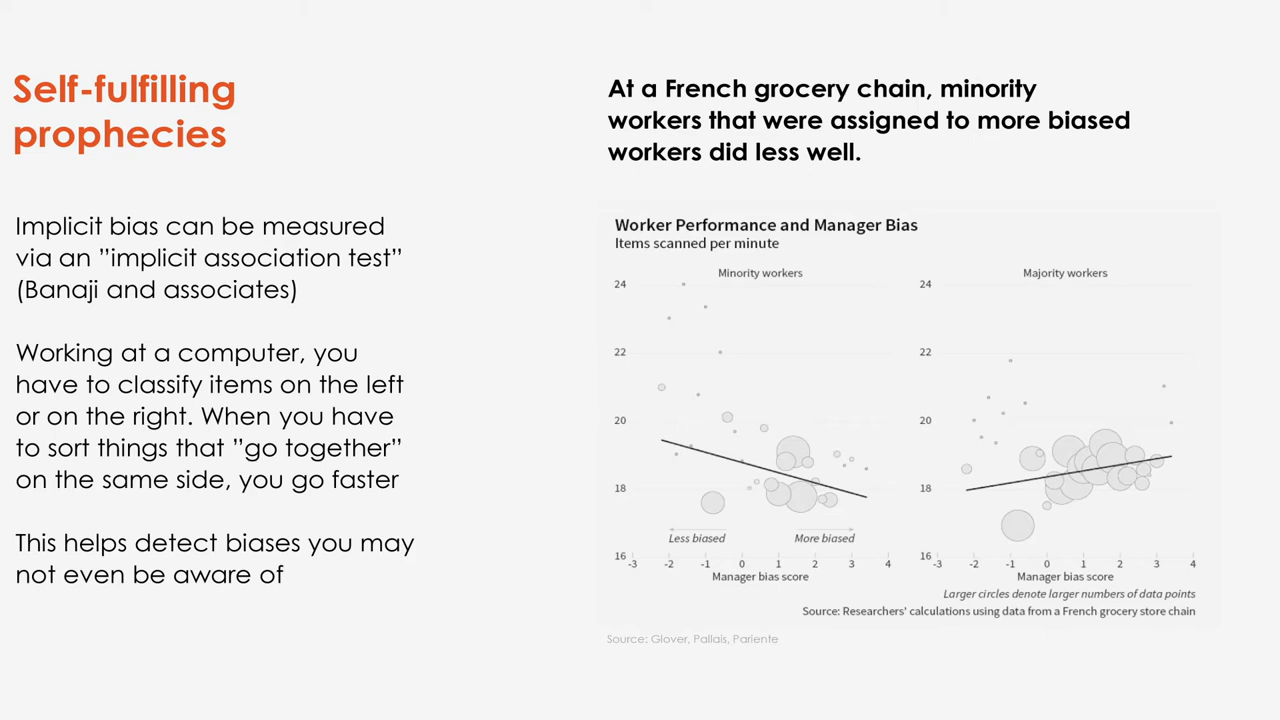 Self-fulfilling
prophecies
Implicit bias can be measured
via an ”implicit association test”
(Banaji and associates)
Working at a computer, you
have to classify items on the left
or on the right. When you have
to sort things that ”go together”
on the same side, you go faster
This helps detect biases you may
not even be aware of
At a French grocery chain, minority
workers that were assigned to more biased
workers did less well.
Worker Performance and Manager Bias
Items scanned per minute
Minority workers
24
22
20
18
16
Less biased
More biased
-3 -2 -1 0 1 2 3 4
Manager bias score
Majority workers
24
22
20
18
16
-3 -2 -1 0 1 2 3 4
Manager bias score
Larger circles denote larger numbers of data points
Source: Researchers' calculations using data from a French grocery store chain
Source: Glover, Pallais, Pariente